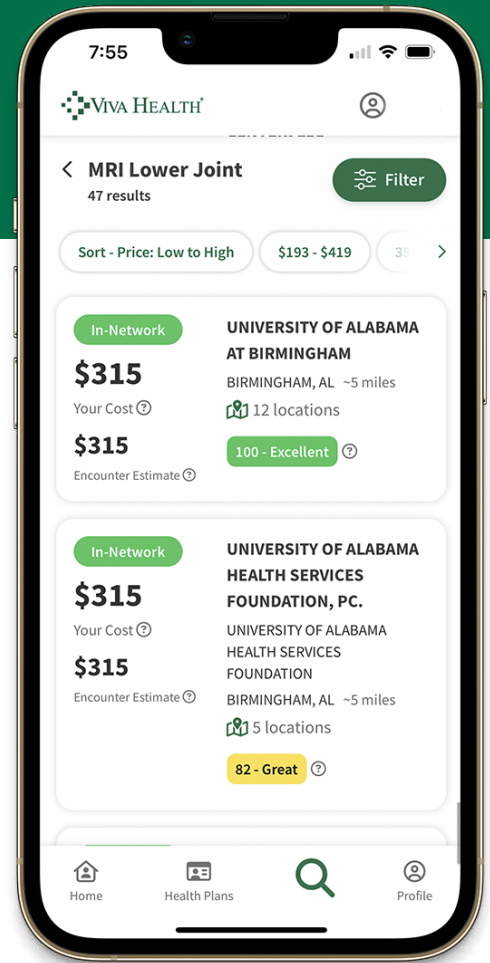 7:55
VIVA HEALTH
MRI Lower Joint
47 results
Filter
Sort - Price: Low to High
$193 - $419
35
In-Network
$315
Your Cost
$315
Encounter Estimate
UNIVERSITY OF ALABAMA
AT BIRMINGHAM
BIRMINGHAM, AL ~5 miles
12 locations
100 - Excellent
In-Network
$315
Your Cost
$315
Encounter Estimate
UNIVERSITY OF ALABAMA
HEALTH SERVICES
FOUNDATION, PC.
UNIVERSITY OF ALABAMA
HEALTH SERVICES
FOUNDATION
BIRMINGHAM, AL ~5 miles
5 locations
82 - Great
Home
Health Plans
Profile